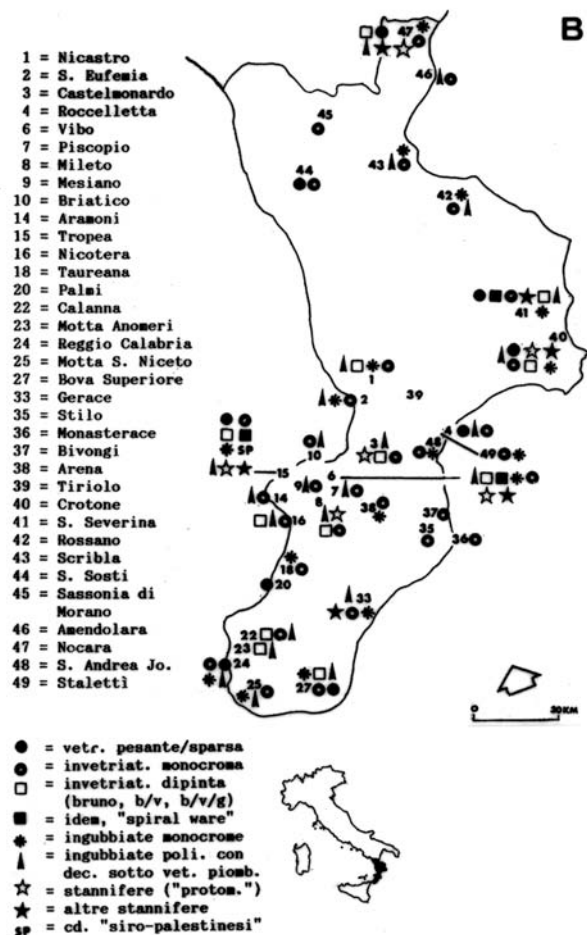 B
1 = Nicastro
2 = S. Eufemia
3 = Castelmonardo
4 = Roccelletta
6 = Vibo
7 = Piscopio
8 = Mileto
9 = Mesiano
10 = Briatico
14 = Aramoni
15 = Tropea
16 = Nicotera
18 = Taureana
20 = Palmi
22 = Calanna
23 = Motta Anomeri
24 = Reggio Calabria
25 = Motta S. Niceto
27 = Bova Superiore
33 = Gerace
35 = Stilo
36 = Monasterace
37 = Bivongi
38 = Arena
39 = Tiriolo
40 = Crotone
41 = S. Severina
42 = Rossano
43 = Scribla
44 = S. Sosti
45 = Sassonia di
Morano
46 = Amendolara
47 = Nocara
48 = S. Andrea Jo.
49 = Stalettì
= vetr. pesante/sparsa
= invetriat. monocroma
= invetriat. dipinta
(bruno, b/v, b/v/g)
= idem, "spiral ware"
= ingubbiate monocrome
= ingubbiate poli. con
dec. sotto vet. piomb.
= stannifere ("protom.")
= altre stannifere
SP = cd. "siro-palestinesi"
47
46
45
43
44
42
41
40
1
39
2
4
10
3
48
49
SP
15
6
9
7
14
8
38
37
16
35
36
18
20
33
22
23
24
25
27
0 30 KM